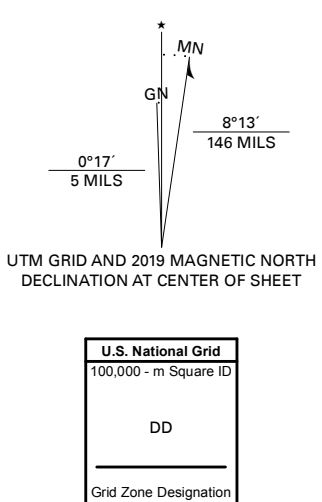 ★
MN
GN
8°13´
146 MILS
0°17´
5 MILS
UTM GRID AND 2019 MAGNETIC NORTH
DECLINATION AT CENTER OF SHEET
U.S. National Grid
100,000 - m Square ID
DD
Grid Zone Designation